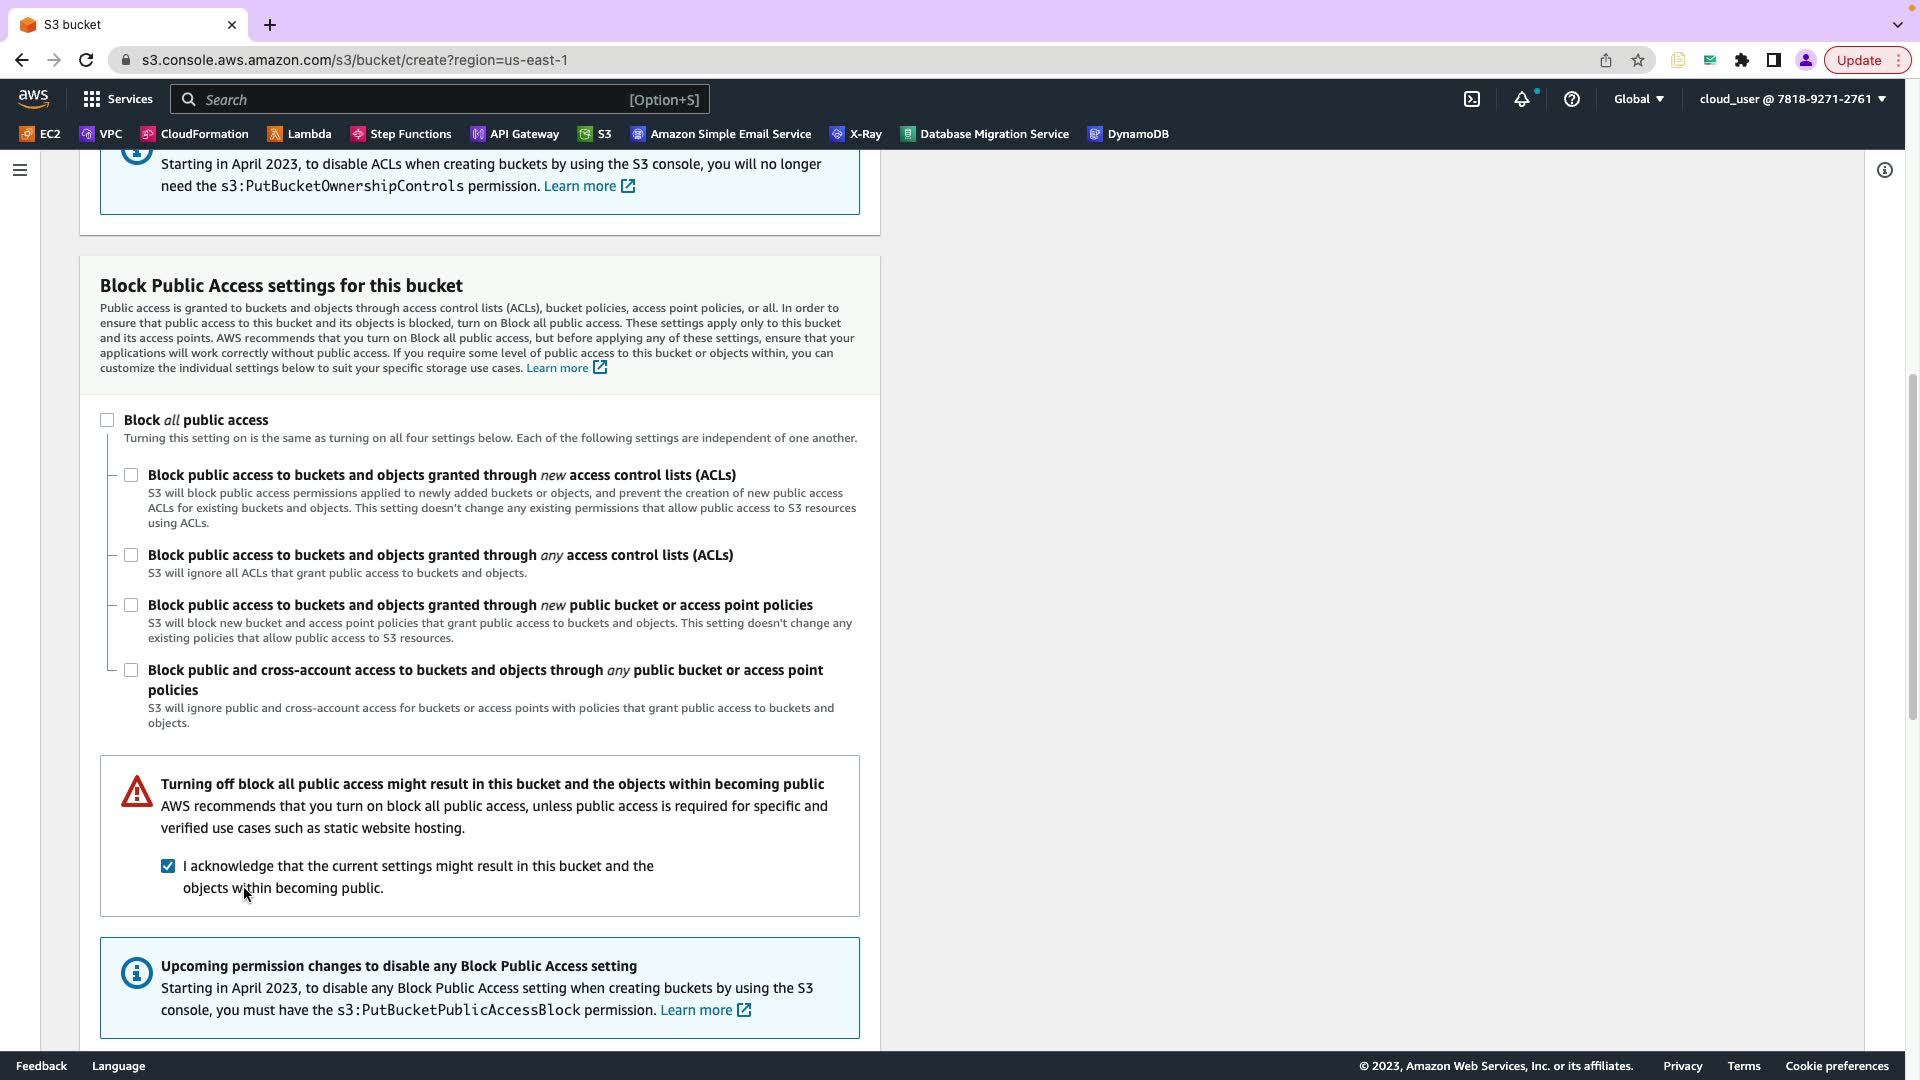 S3 bucket
s3.console.aws.amazon.com/s3/bucket/create?region=us-east-1
Update
aws
Services
Search
[Option+S]
Global
cloud_user @ 7818-9271-2761
EC2
VPC
CloudFormation
Lambda
Step Functions
API Gateway
S3
Amazon Simple Email Service
X-Ray
Database Migration Service
DynamoDB
Starting in April 2023, to disable ACLs when creating buckets by using the S3 console, you will no longer
need the s3:PutBucketOwnershipControls permission. Learn more
Block Public Access settings for this bucket
Public access is granted to buckets and objects through access control lists (ACLs), bucket policies, access point policies, or all. In order to
ensure that public access to this bucket and its objects is blocked, turn on Block all public access. These settings apply only to this bucket
and its access points. AWS recommends that you turn on Block all public access, but before applying any of these settings, ensure that your
applications will work correctly without public access. If you require some level of public access to this bucket or objects within, you can
customize the individual settings below to suit your specific storage use cases. Learn more
Block all public access
Turning this setting on is the same as turning on all four settings below. Each of the following settings are independent of one another.
Block public access to buckets and objects granted through new access control lists (ACLs)
S3 will block public access permissions applied to newly added buckets or objects, and prevent the creation of new public access
ACLs for existing buckets and objects. This setting doesn't change any existing permissions that allow public access to S3 resources
using ACLs.
Block public access to buckets and objects granted through any access control lists (ACLs)
S3 will ignore all ACLs that grant public access to buckets and objects.
Block public access to buckets and objects granted through new public bucket or access point policies
S3 will block new bucket and access point policies that grant public access to buckets and objects. This setting doesn't change any
existing policies that allow public access to S3 resources.
Block public and cross-account access to buckets and objects through any public bucket or access point
policies
S3 will ignore public and cross-account access for buckets or access points with policies that grant public access to buckets and
objects.
Turning off block all public access might result in this bucket and the objects within becoming public
AWS recommends that you turn on block all public access, unless public access is required for specific and
verified use cases such as static website hosting.
I acknowledge that the current settings might result in this bucket and the
objects within becoming public.
Upcoming permission changes to disable any Block Public Access setting
Starting in April 2023, to disable any Block Public Access setting when creating buckets by using the S3
console, you must have the s3:PutBucketPublicAccessBlock permission. Learn more
Feedback
Language
© 2023, Amazon Web Services, Inc. or its affiliates.
Privacy
Terms
Cookie preferences